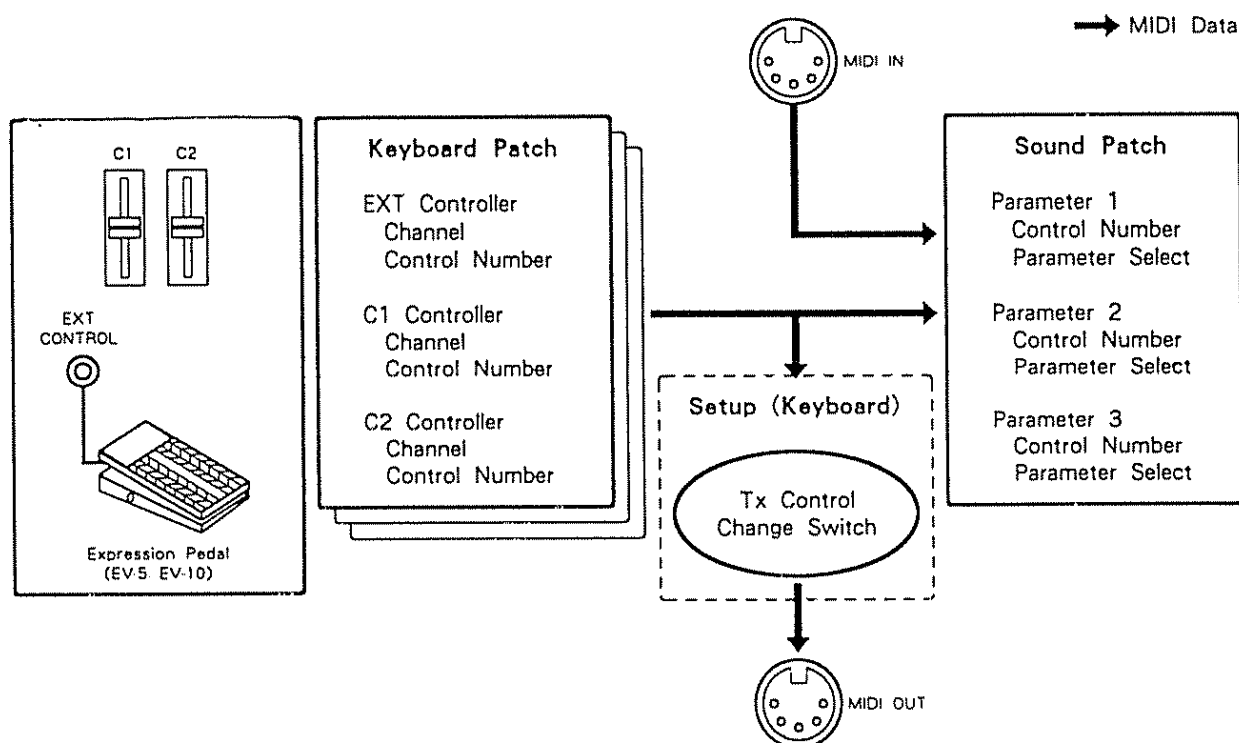 MIDI Data
MIDI IN
C1 C2
EXT
CONTROL
Expression Pedal
(EV-5 EV-10)
Keyboard Patch
EXT Controller
Channel
Control Number
C1 Controller
Channel
Control Number
C2 Controller
Channel
Control Number
Setup (Keyboard)
Tx Control
Change Switch
MIDI OUT
Sound Patch
Parameter 1
Control Number
Parameter Select
Parameter 2
Control Number
Parameter Select
Parameter 3
Control Number
Parameter Select